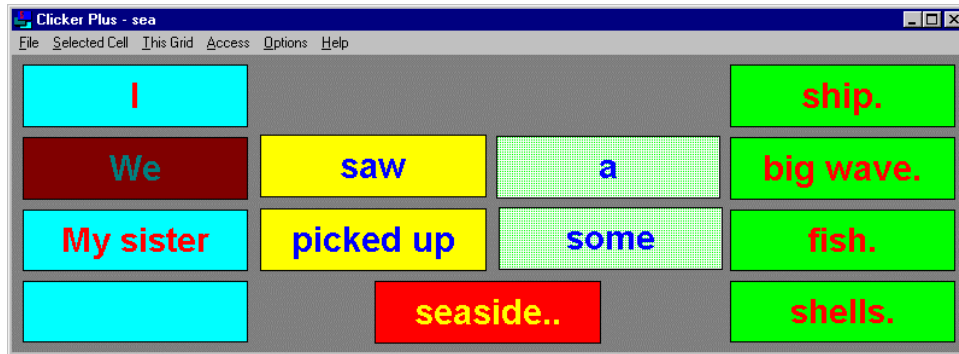 Clicker Plus - sea
File Selected Cell This Grid Access Options Help
I ship.
We saw a big wave.
My sister picked up some fish.
seaside.. shells.